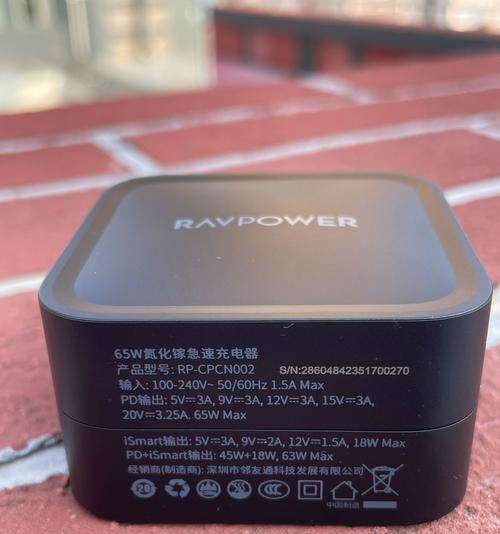 RAVPOWER
65W氮化镓急速充电器
产品型号: RP-CPCN002 S/N:28604842351700270
输入: 100-240V~ 50/60Hz 1.5A Max
PD输出: 5V⎓3A, 9V⎓3A, 12V⎓3A, 15V⎓3A,
20V⎓3.25A. 65W Max
iSmart输出: 5V⎓3A, 9V⎓2A, 12V⎓1.5A, 18W Max
PD+iSmart输出: 45W+18W, 63W Max
经销商(制造商): 深圳市邻友通科技发展有限公司
20
中国制造